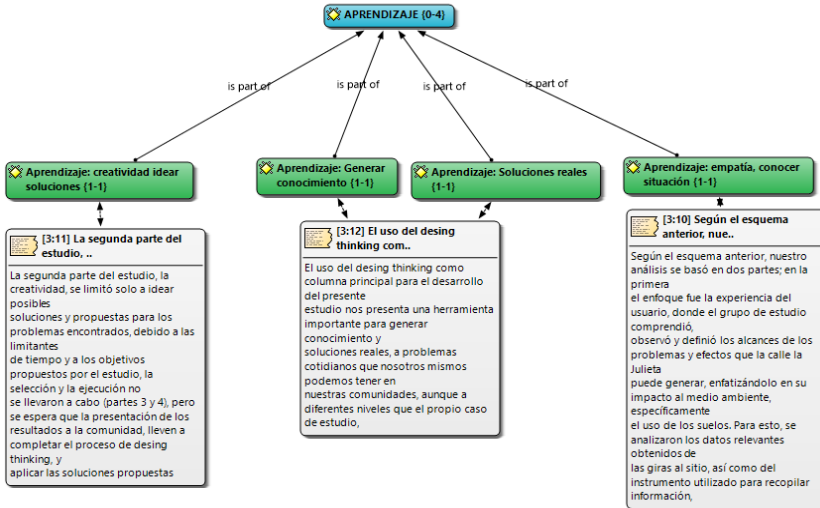 APRENDIZAJE {0-4}
is part of
is part of
is part of
is part of
Aprendizaje: creatividad idear
soluciones {1-1}
Aprendizaje: Generar
conocimiento {1-1}
Aprendizaje: Soluciones reales
{1-1}
Aprendizaje: empatía, conocer
situación {1-1}
[3:11] La segunda parte del
estudio, ..
La segunda parte del estudio, la
creatividad, se limitó solo a idear
posibles
soluciones y propuestas para los
problemas encontrados, debido a las
limitantes
de tiempo y a los objetivos
propuestos por el estudio, la
selección y la ejecución no
se llevaron a cabo (partes 3 y 4), pero
se espera que la presentación de los
resultados a la comunidad, lleven a
completar el proceso de desing
thinking, y
aplicar las soluciones propuestas
[3:12] El uso del desing
thinking com..
El uso del desing thinking como
columna principal para el desarrollo
del presente
estudio nos presenta una herramienta
importante para generar
conocimiento y
soluciones reales, a problemas
cotidianos que nosotros mismos
podemos tener en
nuestras comunidades, aunque a
diferentes niveles que el propio caso
de estudio,
[3:10] Según el esquema
anterior, nue..
Según el esquema anterior, nuestro
análisis se basó en dos partes; en la
primera
el enfoque fue la experiencia del
usuario, donde el grupo de estudio
comprendió,
observó y definió los alcances de los
problemas y efectos que la calle la
Julieta
puede generar, enfatizándolo en su
impacto al medio ambiente,
específicamente
el uso de los suelos. Para esto, se
analizaron los datos relevantes
obtenidos de
las giras al sitio, así como del
instrumento utilizado para recopilar
información,